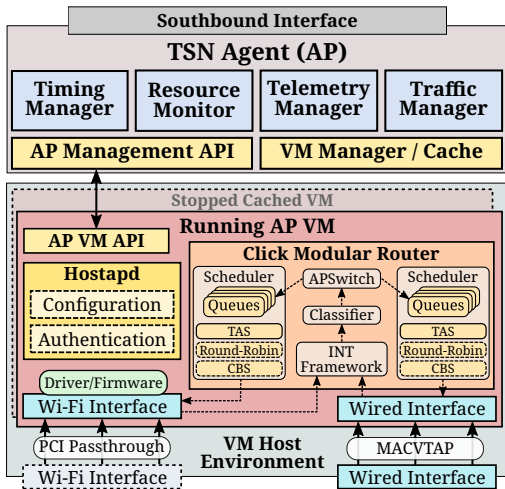 Southbound Interface
TSN Agent (AP)
Timing
Manager
Resource
Monitor
Telemetry
Manager
Traffic
Manager
AP Management API
VM Manager / Cache
Stopped Cached VM
Running AP VM
AP VM API
Hostapd
Configuration
Authentication
Click Modular Router
Scheduler
Queues
TAS
Round-Robin
CBS
APSwitch
Classifier
INT
Framework
Scheduler
Queues
TAS
Round-Robin
CBS
Driver/Firmware
Wi-Fi Interface
Wired Interface
PCI Passthrough
VM Host
Environment
MACVTAP
Wi-Fi Interface
Wired Interface